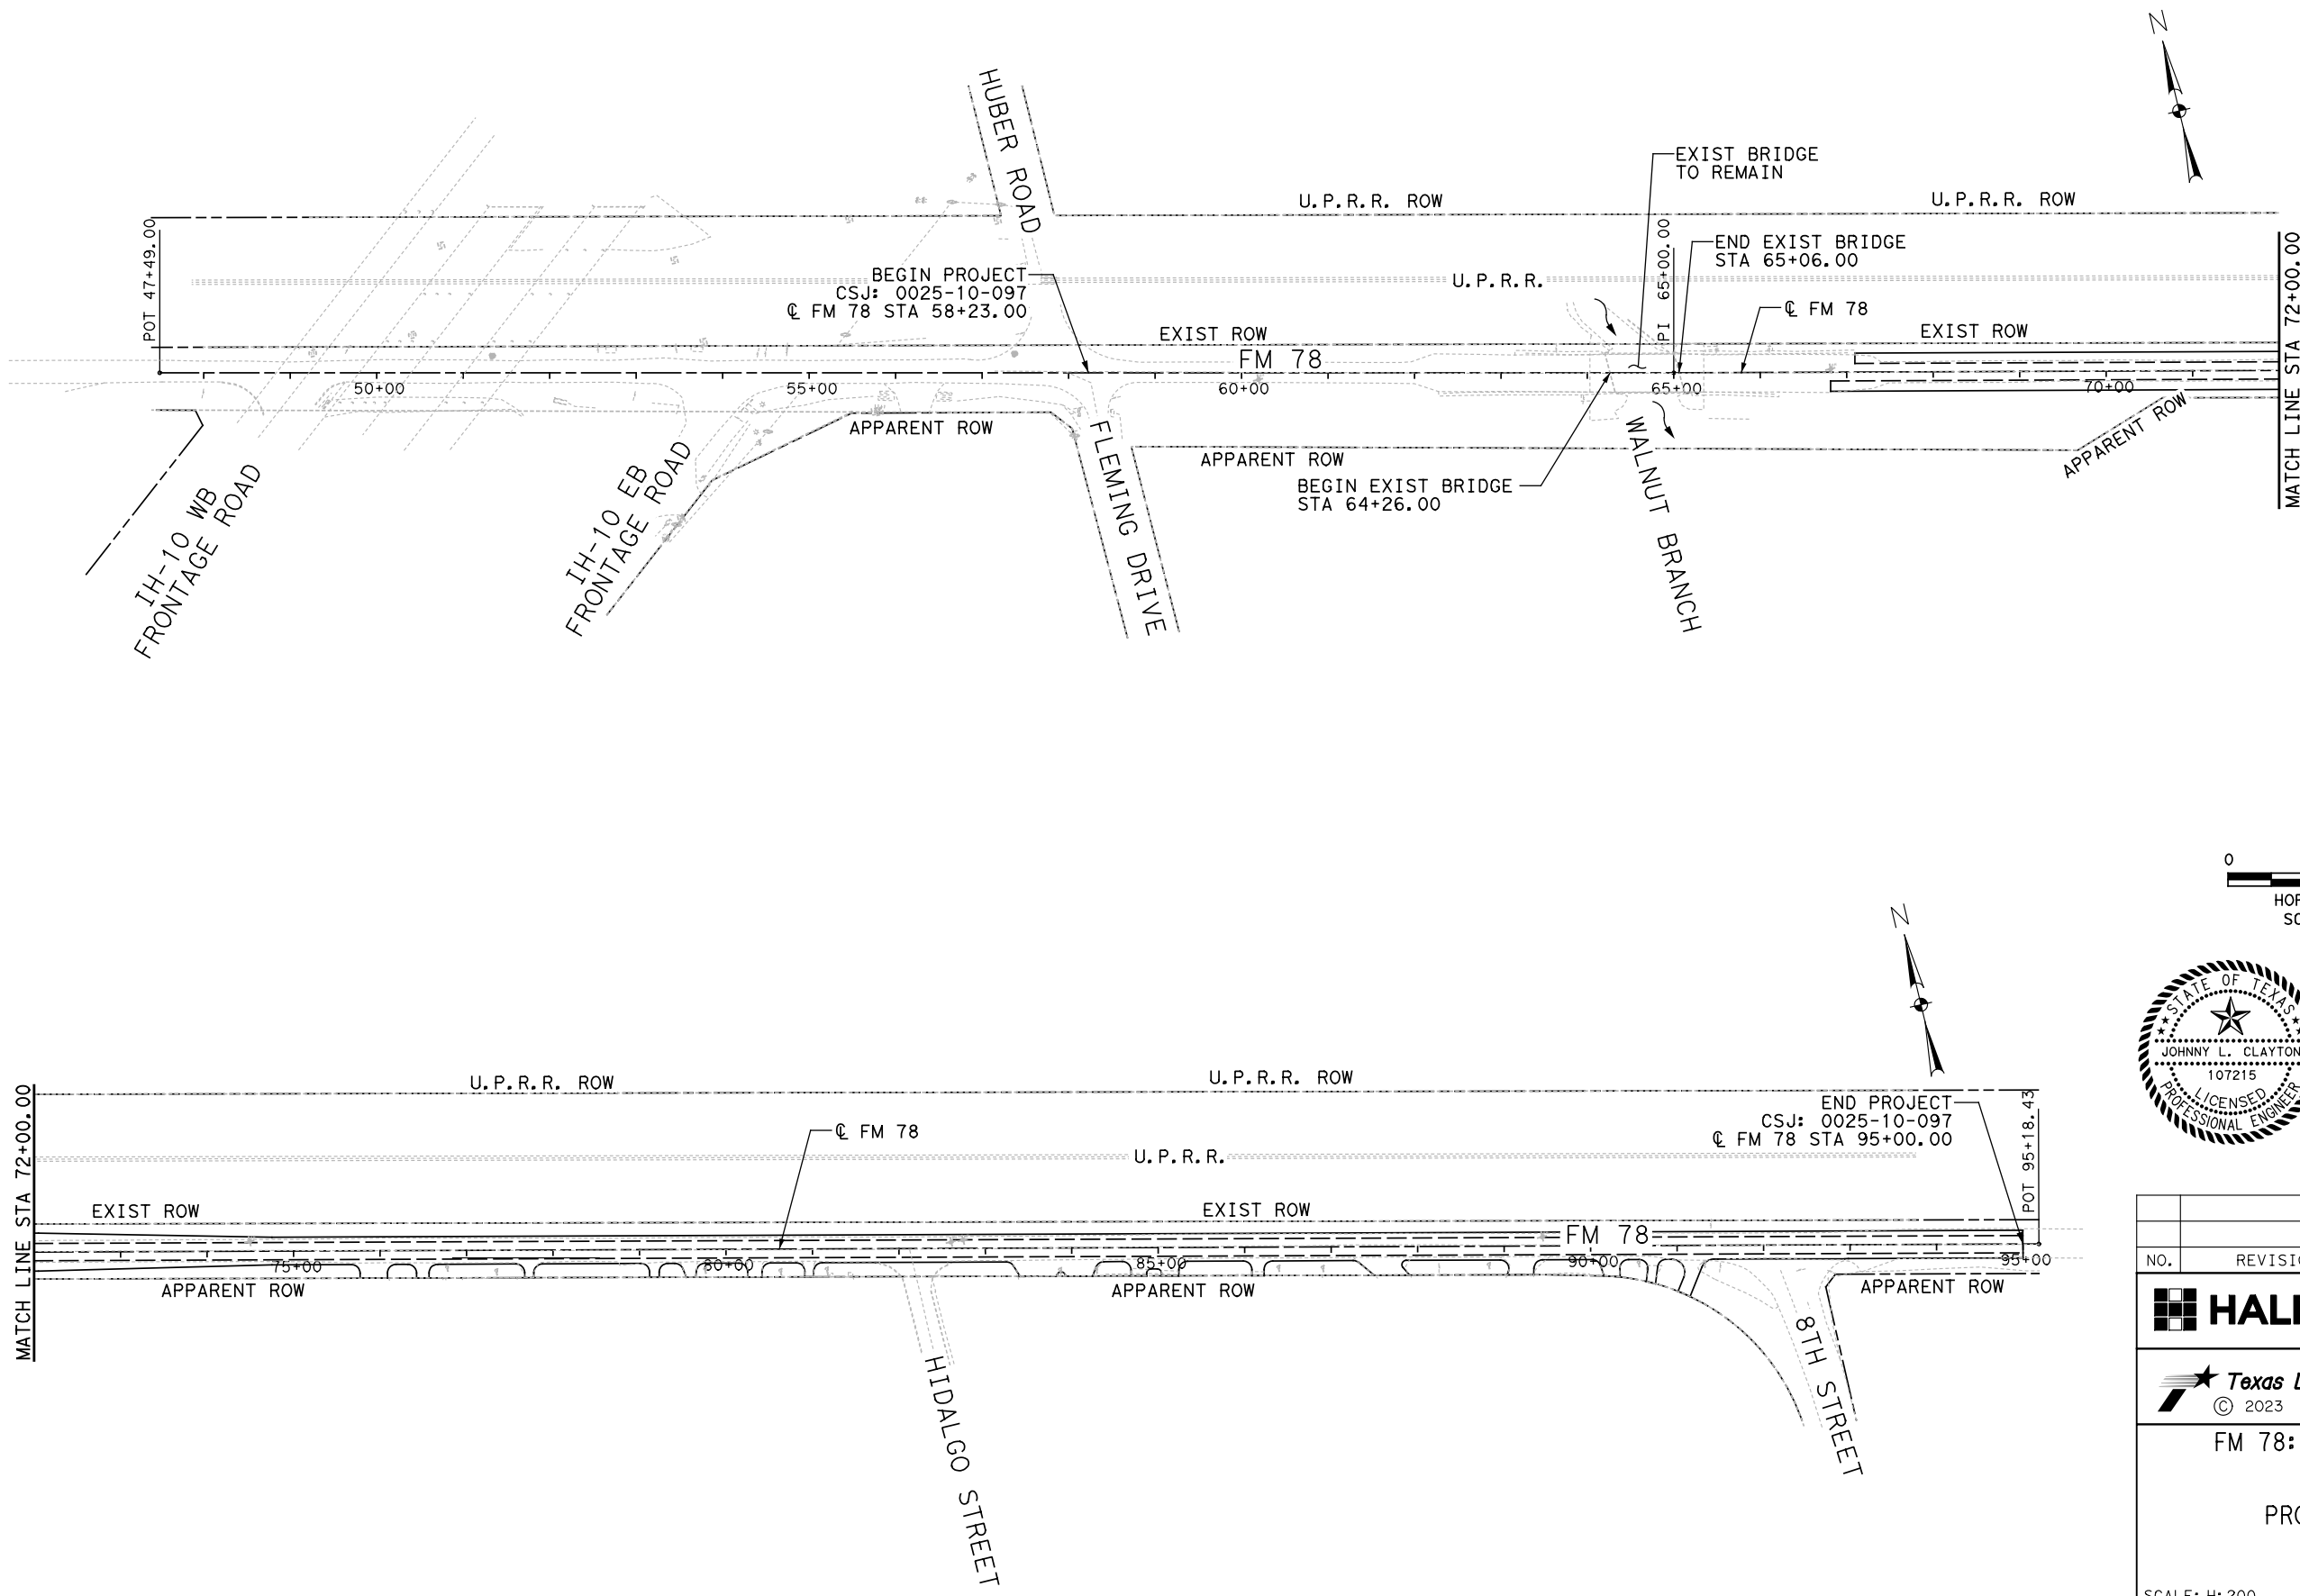 N
HUBER ROAD
EXIST BRIDGE
TO REMAIN
U.P.R.R. ROW
U.P.R.R. ROW
POT 47+49.00
PI 65+00.00
END EXIST BRIDGE
STA 65+06.00
BEGIN PROJECT
CSJ: 0025-10-097
℄ FM 78 STA 58+23.00
U.P.R.R.
℄ FM 78
EXIST ROW
EXIST ROW
FM 78
MATCH LINE STA 72+00.00
50+00
55+00
60+00
65+00
70+00
APPARENT ROW
APPARENT ROW
APPARENT ROW
BEGIN EXIST BRIDGE
STA 64+26.00
IH-10 WB
FRONTAGE ROAD
IH-10 EB
FRONTAGE ROAD
FLEMING DRIVE
WALNUT BRANCH
0
N
STATE OF TEXAS
JOHNNY L. CLAYTON
107215
LICENSED
PROFESSIONAL ENGINEER
MATCH LINE STA 72+00.00
U.P.R.R. ROW
U.P.R.R. ROW
END PROJECT
CSJ: 0025-10-097
℄ FM 78 STA 95+00.00
POT 95+18.43
℄ FM 78
U.P.R.R.
EXIST ROW
EXIST ROW
FM 78
75+00
80+00
85+00
90+00
95+00
APPARENT ROW
APPARENT ROW
APPARENT ROW
HIDALGO STREET
8TH STREET
NO.
2023
FM 78:
SCALE: H: 200